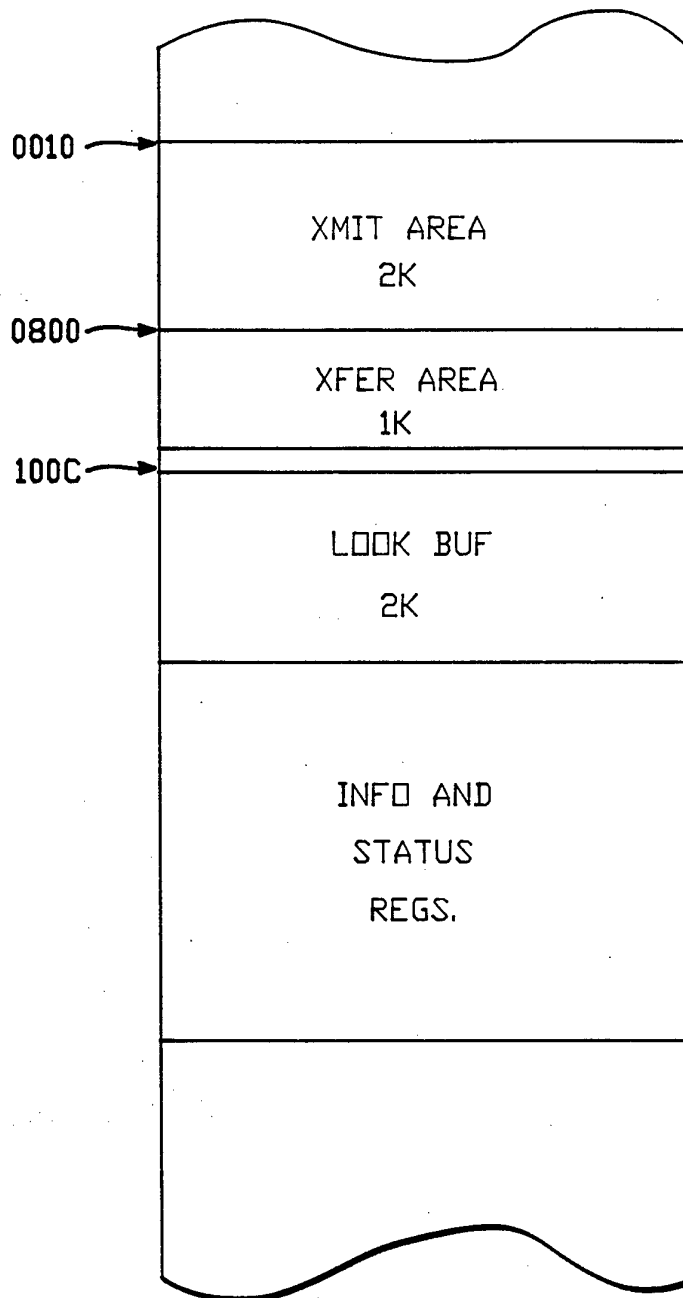 0010
XMIT AREA
2K
0800
XFER AREA
1K
100C
LOOK BUF
2K
INFO AND
STATUS
REGS.